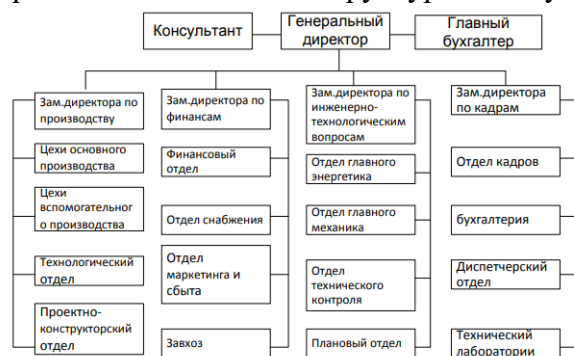 Консультант
Генеральный
директор
Главный
бухгалтер
Зам.директора по
производству
Зам.директора по
финансам
Зам.директора по
инженерно-
технологическим
вопросам
Зам.директора
по кадрам
Цехи основного
производства
Финансовый
отдел
Отдел главного
энергетика
Отдел кадров
Цехи
вспомогательног
о производства
Отдел снабжения
Отдел главного
механика
бухгалтерия
Технологический
отдел
Отдел
маркетинга и
сбыта
Отдел
технического
контроля
Диспетчерский
отдел
Проектно-
конструкторский
отдел
Завхоз
Плановый отдел
Технический
лаборатории